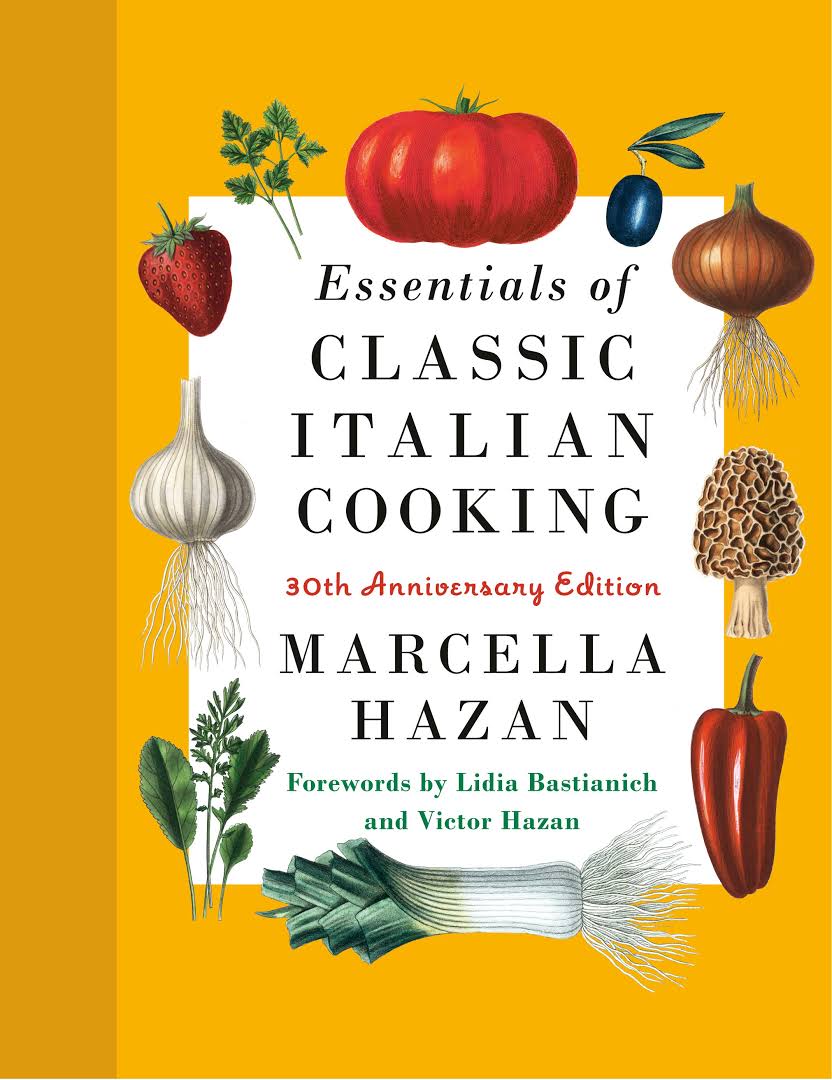 Essentials of
CLASSIC
ITALIAN
COOKING
30th Anniversary Edition
MARCELLA
HAZAN
Forewords by Lidia Bastianich
and Victor Hazan